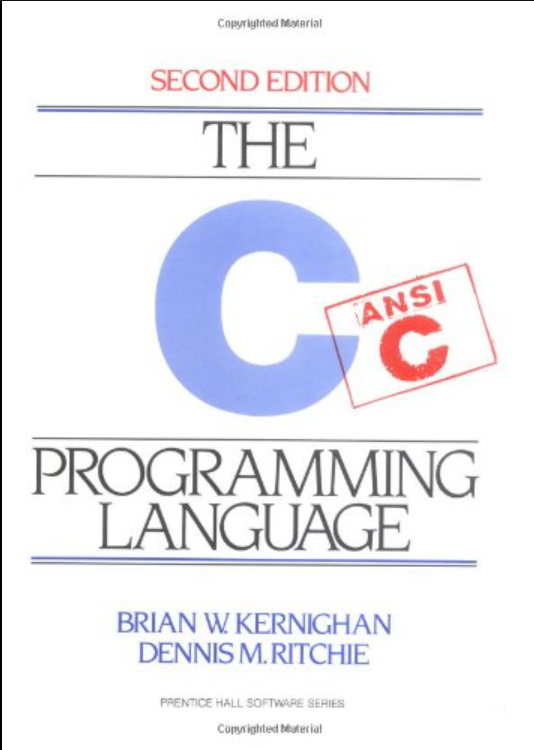 Copyrighted Material
SECOND EDITION
THE
C
ANSI
C
PROGRAMMING
LANGUAGE
BRIAN W. KERNIGHAN
DENNIS M. RITCHIE
PRENTICE HALL SOFTWARE SERIES
Copyrighted Material